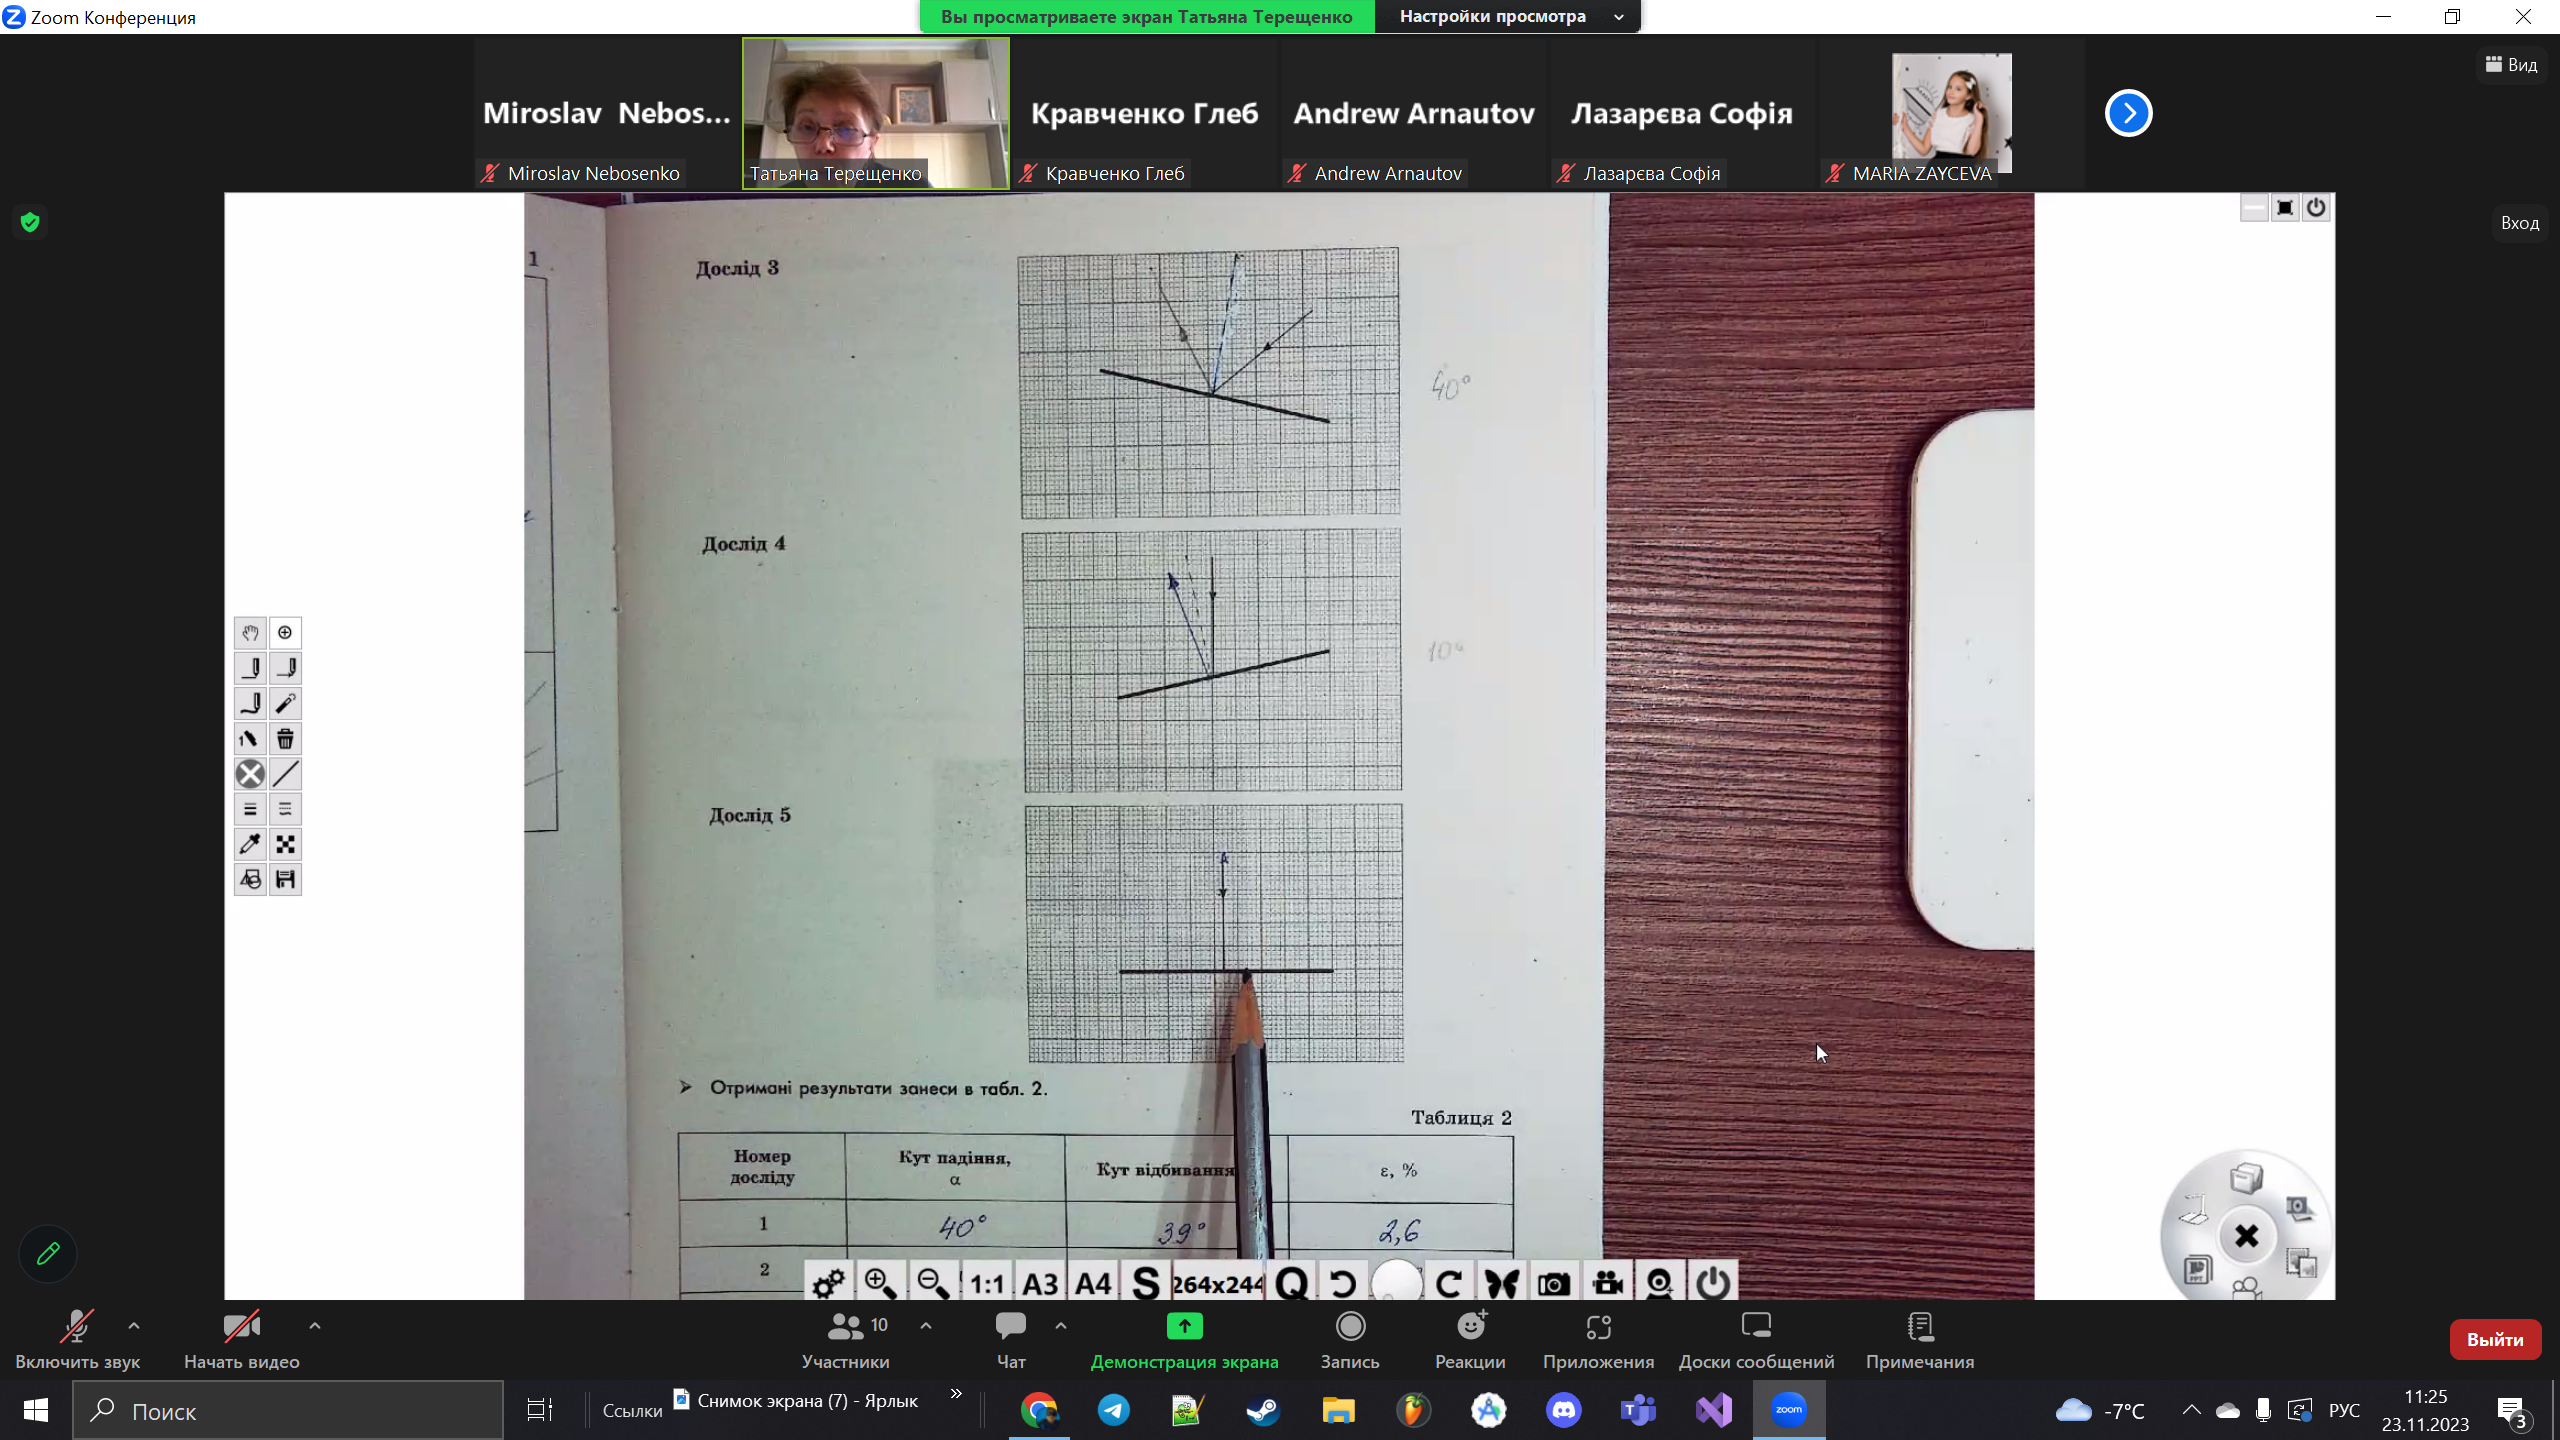 Zoom Конференция
Вы просматриваете экран Татьяна Терещенко
Настройки просмотра
Вид
Miroslav Nebos...
Кравченко Глеб
Andrew Arnautov
Лазарєва Софія
Miroslav Nebosenko
Татьяна Терещенко
Кравченко Глеб
Andrew Arnautov
Лазарєва Софія
MARIA ZAYCEVA
Вход
1
Дослід 3
40°
Дослід 4
10°
Дослід 5
Отримані результати занеси в табл. 2.
Таблиця 2
Номер досліду
Кут падіння, α
Кут відбивання
ε, %
1
40°
39°
2,6
2
1:1
A3
A4
S
264x244
Q
PPT
10
Включить звук
Начать видео
Участники
Чат
Демонстрация экрана
Запись
Реакции
Приложения
Доски сообщений
Примечания
Выйти
Поиск
Ссылки
Снимок экрана (7) - Ярлык
zoom
-7°C
РУС
11:25
23.11.2023
3